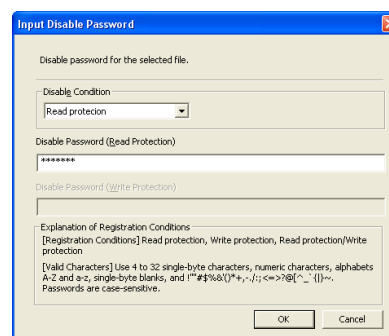 Input Disable Password
Disable password for the selected file.
Disable Condition
Read protecion
Disable Password (Read Protection)
*******
Disable Password (Write Protection)
Explanation of Registration Conditions
[Registration Conditions] Read protection, Write protection, Read protection/Write
protection
[Valid Characters] Use 4 to 32 single-byte characters, numeric characters, alphabets
A-Z and a-z, single-byte blanks, and !"#$%&'()*+,-./:;<=>?@[^_`{|}~.
Passwords are case-sensitive.
OK
Cancel